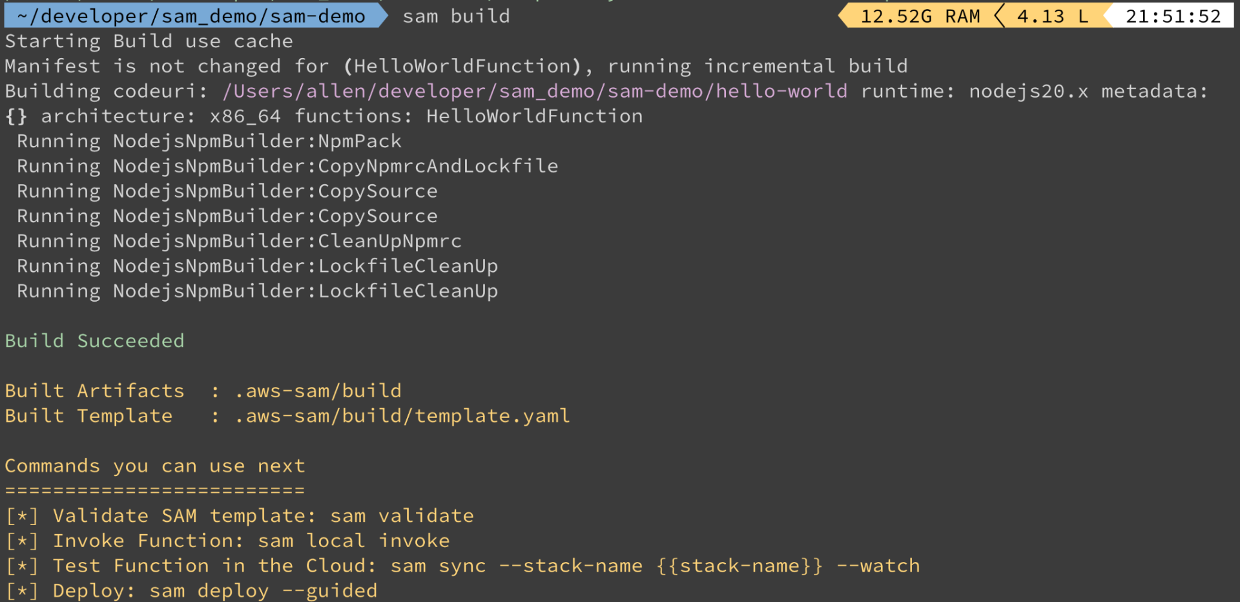 ~/developer/sam_demo/sam-demo sam build 12.52G RAM 4.13 L 21:51:52
Starting Build use cache
Manifest is not changed for (HelloWorldFunction), running incremental build
Building codeuri: /Users/allen/developer/sam_demo/sam-demo/hello-world runtime: nodejs20.x metadata:
{} architecture: x86_64 functions: HelloWorldFunction
Running NodejsNpmBuilder:NpmPack
Running NodejsNpmBuilder:CopyNpmrcAndLockfile
Running NodejsNpmBuilder:CopySource
Running NodejsNpmBuilder:CopySource
Running NodejsNpmBuilder:CleanUpNpmrc
Running NodejsNpmBuilder:LockfileCleanUp
Running NodejsNpmBuilder:LockfileCleanUp
Build Succeeded
Built Artifacts  : .aws-sam/build
Built Template   : .aws-sam/build/template.yaml
Commands you can use next
=========================
[*] Validate SAM template: sam validate
[*] Invoke Function: sam local invoke
[*] Test Function in the Cloud: sam sync --stack-name {{stack-name}} --watch
[*] Deploy: sam deploy --guided